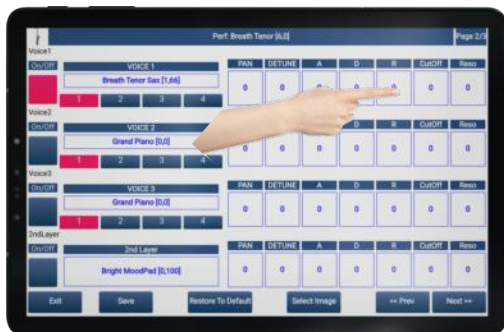 Perf: Breath Tenor [6,0]
Page 2/3
Voice1
On/Off VOICE 1 PAN DETUNE A D R CutOff Reso
Breath Tenor Sax [1,66] 0 0 0 0 0 0 0
1 2 3 4
Voice2
On/Off VOICE 2 PAN DETUNE CutOff Reso
Grand Piano [0,0] 0 0 0 0 0 0
1 2 3 4
Voice3
On/Off VOICE 3 PAN DETUNE A D R CutOff Reso
Grand Piano [0,0] 0 0 0 0 0 0 0
1 2 3 4
2ndLayer
On/Off 2nd Layer PAN DETUNE A D R CutOff Reso
Bright MoodPad [0,100] 0 0 0 0 0 0 0
Exit Save Restore To Default Select Image << Prev Next >>